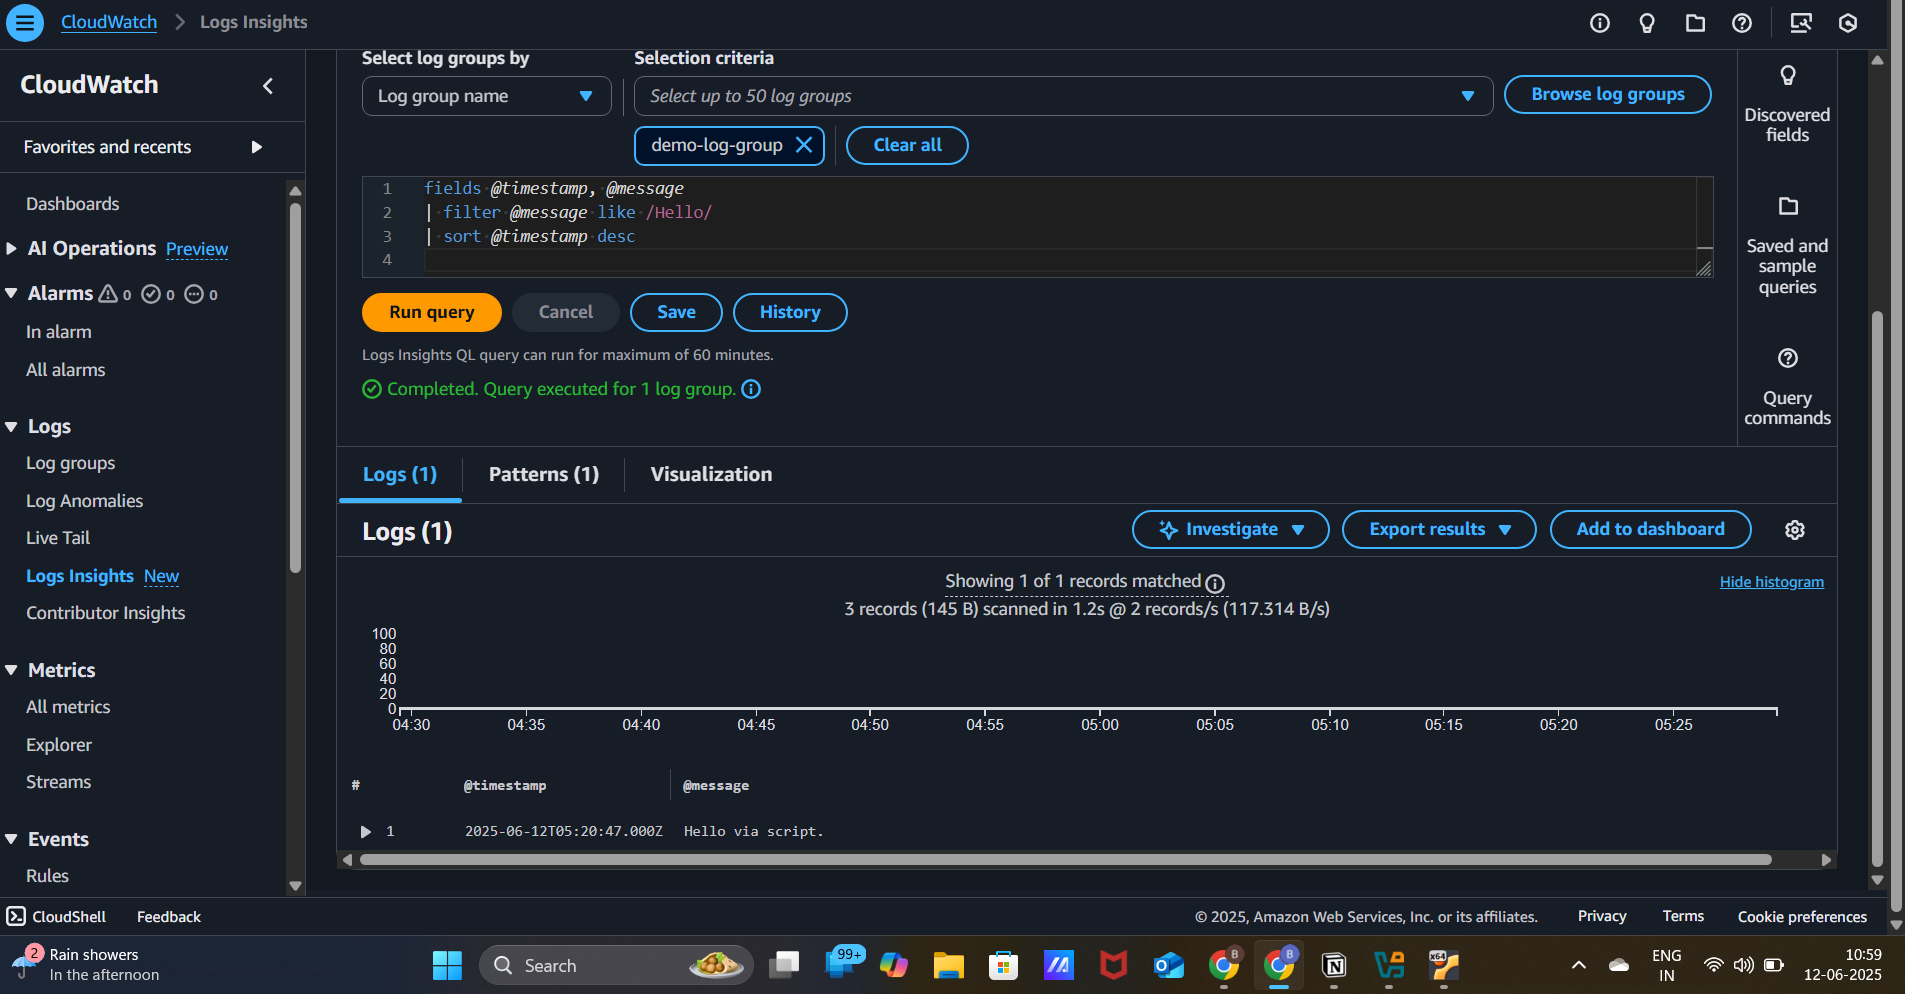 CloudWatch > Logs Insights
CloudWatch
Favorites and recents
Dashboards
AI Operations Preview
Alarms 0 0 0
In alarm
All alarms
Logs
Log groups
Log Anomalies
Live Tail
Logs Insights New
Contributor Insights
Metrics
All metrics
Explorer
Streams
Events
Rules
Select log groups by
Log group name
Selection criteria
Select up to 50 log groups
Browse log groups
demo-log-group
Clear all
1 fields @timestamp, @message
2 | filter @message like /Hello/
3 | sort @timestamp desc
4
Run query Cancel Save History
Logs Insights QL query can run for maximum of 60 minutes.
Completed. Query executed for 1 log group.
Discovered
fields
Saved and
sample
queries
Query
commands
Logs (1) Patterns (1) Visualization
Logs (1)
Investigate Export results Add to dashboard
Showing 1 of 1 records matched
Hide histogram
3 records (145 B) scanned in 1.2s @ 2 records/s (117.314 B/s)
100
80
60
40
20
0
04:30 04:35 04:40 04:45 04:50 04:55 05:00 05:05 05:10 05:15 05:20 05:25
# @timestamp @message
1 2025-06-12T05:20:47.000Z Hello via script.
CloudShell Feedback
© 2025, Amazon Web Services, Inc. or its affiliates. Privacy Terms Cookie preferences
2
Rain showers
In the afternoon
Search
99+
B
B
x64
ENG
IN
10:59
12-06-2025